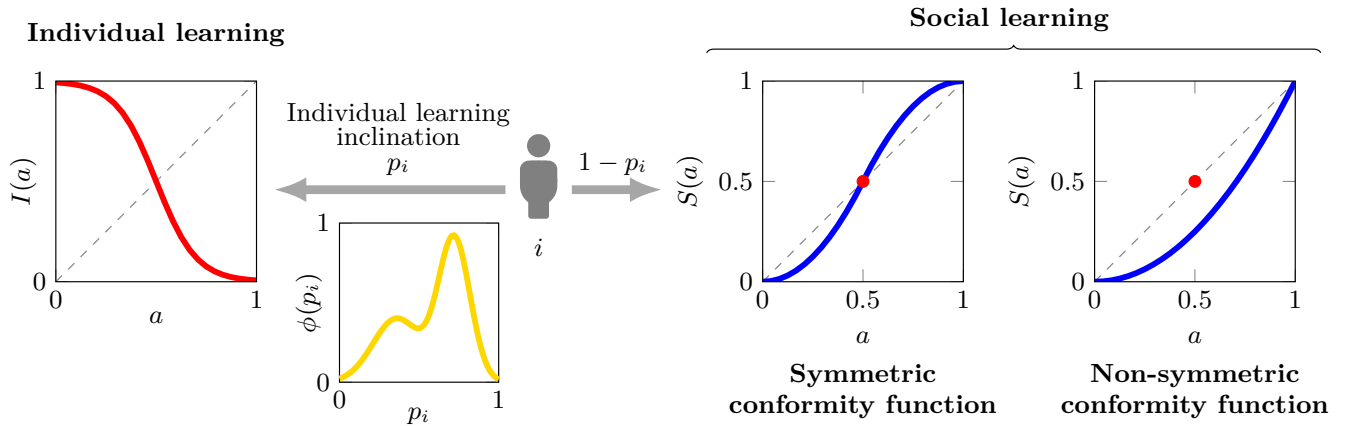 Social learning
Individual learning
1
I(a)
0
0
1
a
Individual learning
inclination
p_i
1 − p_i
i
1
ϕ(p_i)
0
0
1
p_i
1
S(a)
0.5
0
0
0.5
1
a
Symmetric
conformity function
1
S(a)
0.5
0
0
0.5
1
a
Non-symmetric
conformity function